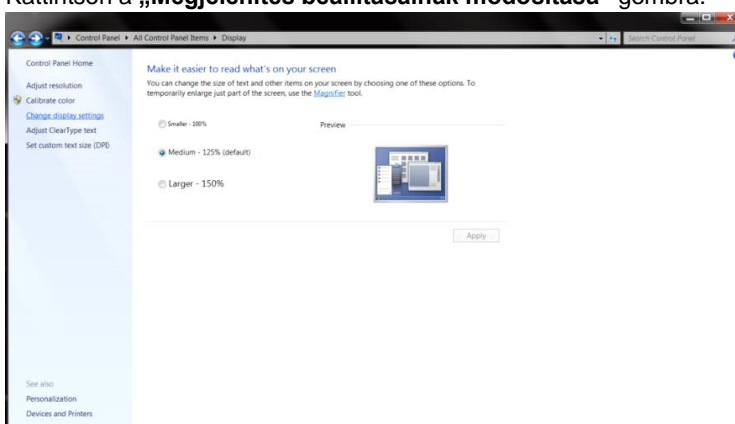 Kattintson a „Megjelenítés beállításainak módosítása” gombra.
Control Panel ▸ All Control Panel Items ▸ Display
Search Control Panel
Control Panel Home
Adjust resolution
Calibrate color
Change display settings
Adjust ClearType text
Set custom text size (DPI)
See also
Personalization
Devices and Printers
Make it easier to read what's on your screen
You can change the size of text and other items on your screen by choosing one of these options. To
temporarily enlarge just part of the screen, use the Magnifier tool.
Smaller - 100%
Preview
Medium - 125% (default)
Larger - 150%
Apply